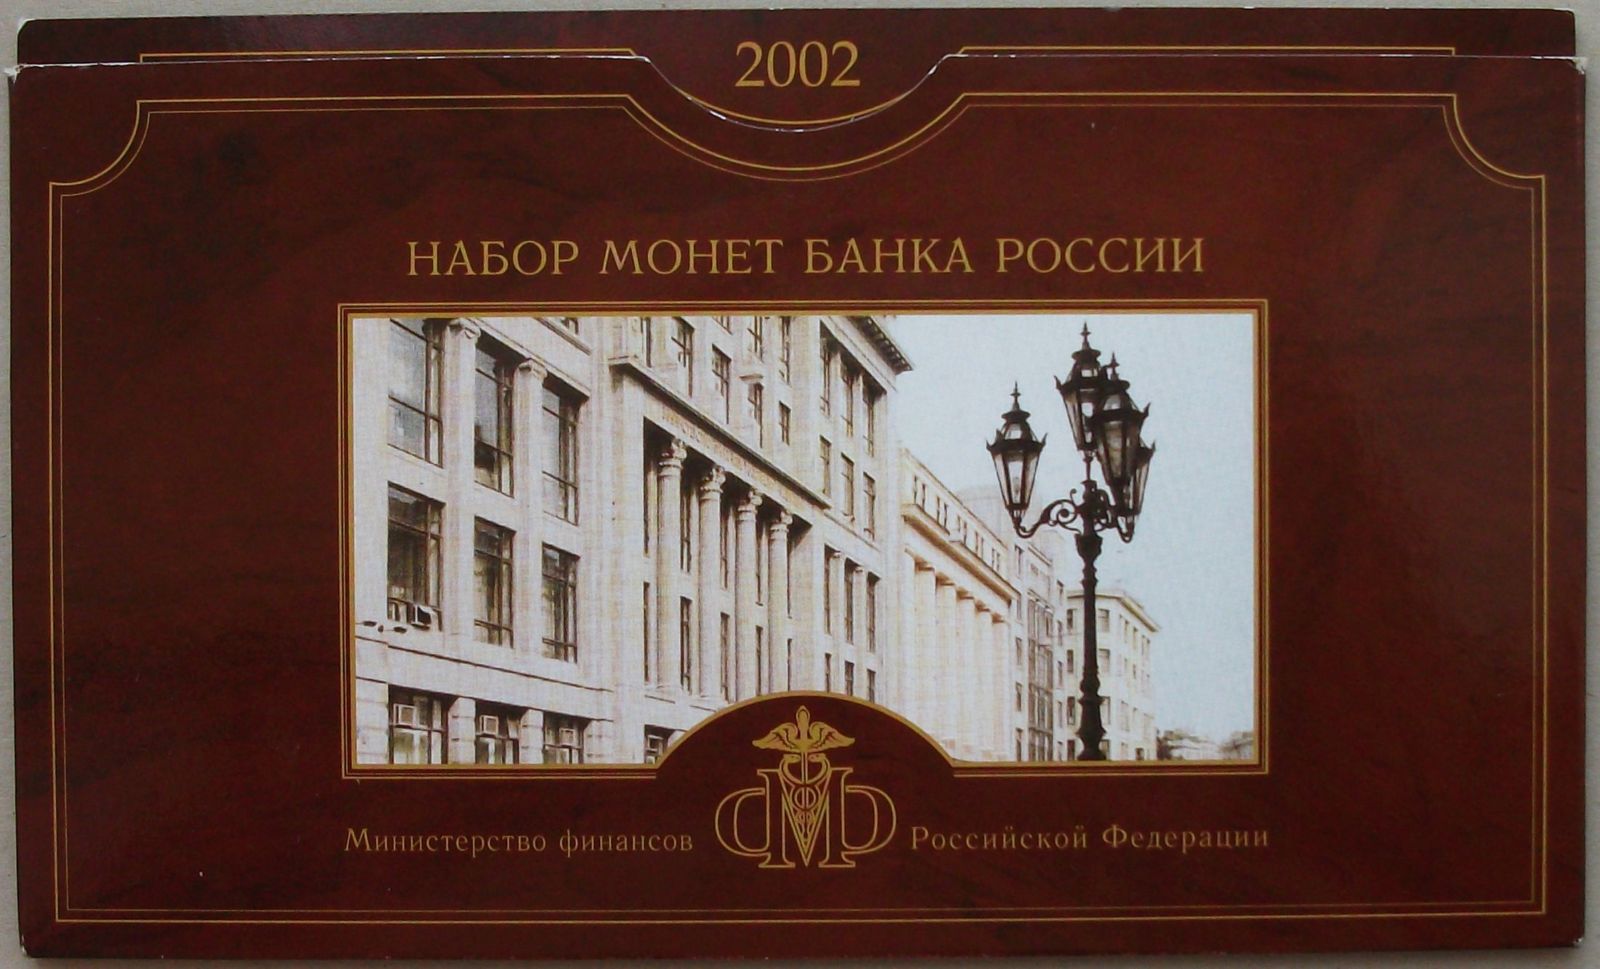 2002
НАБОР МОНЕТ БАНКА РОССИИ
Министерство финансов Российской Федерации